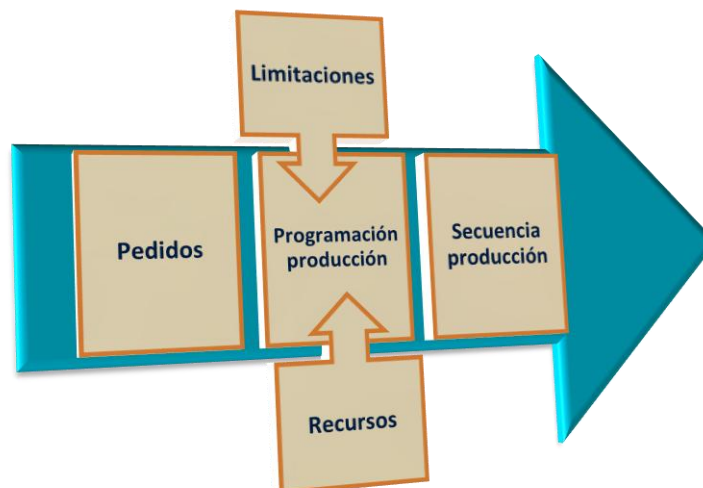 Limitaciones
Pedidos
Programación
producción
Secuencia
producción
Recursos